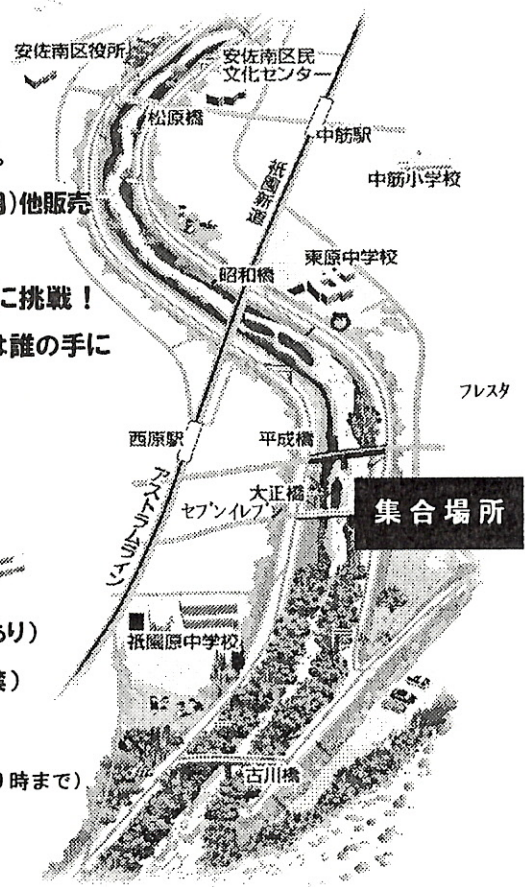 安佐南区役所
安佐南区民
文化センター
松原橋
中筋駅
中筋小学校
祇園新道
他販売
昭和橋
東原中学校
に挑戦！
は誰の手に
フレスタ
西原駅
平成橋
大正橋
セブンイレブン
集合場所
アストラムライン
あり）
祇園原中学校
時まで）
古川橋